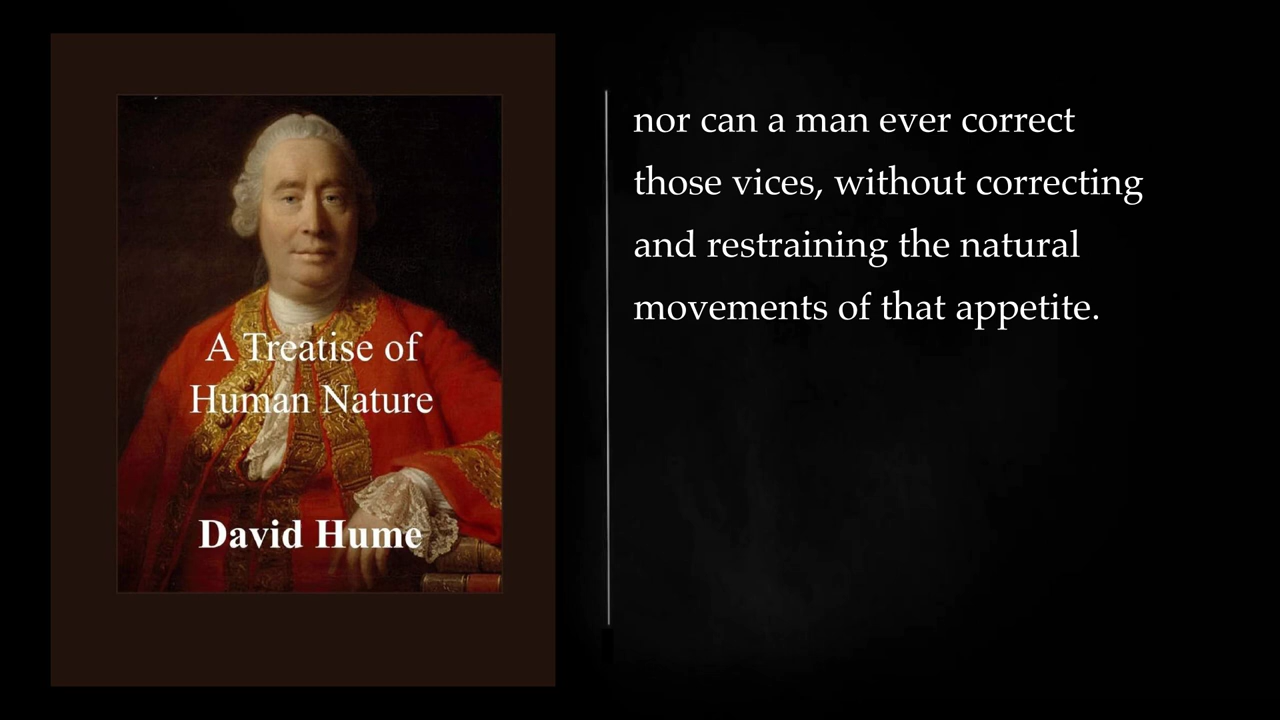 A Treatise of
Human Nature
David Hume
nor can a man ever correct
those vices, without correcting
and restraining the natural
movements of that appetite.